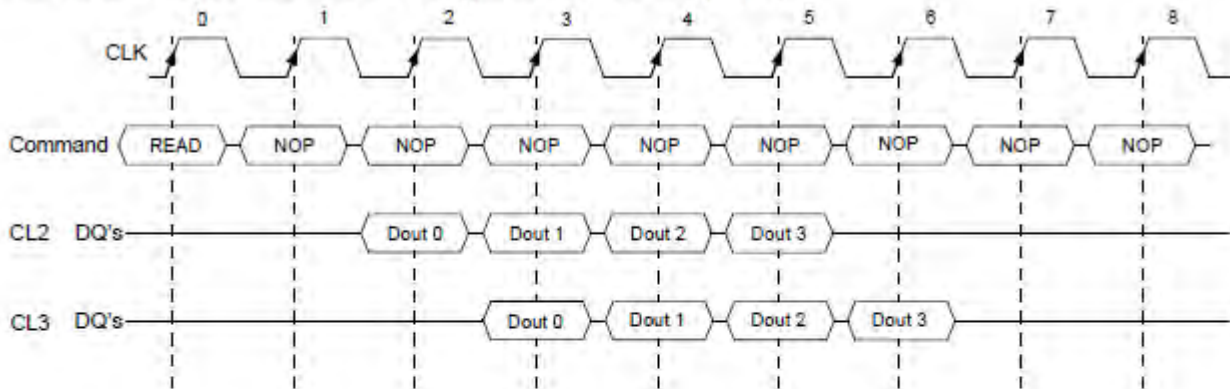 0 1 2 3 4 5 6 7 8
CLK
Command READ NOP NOP NOP NOP NOP NOP NOP NOP
CL2 DQ's Dout 0 Dout 1 Dout 2 Dout 3
CL3 DQ's Dout 0 Dout 1 Dout 2 Dout 3